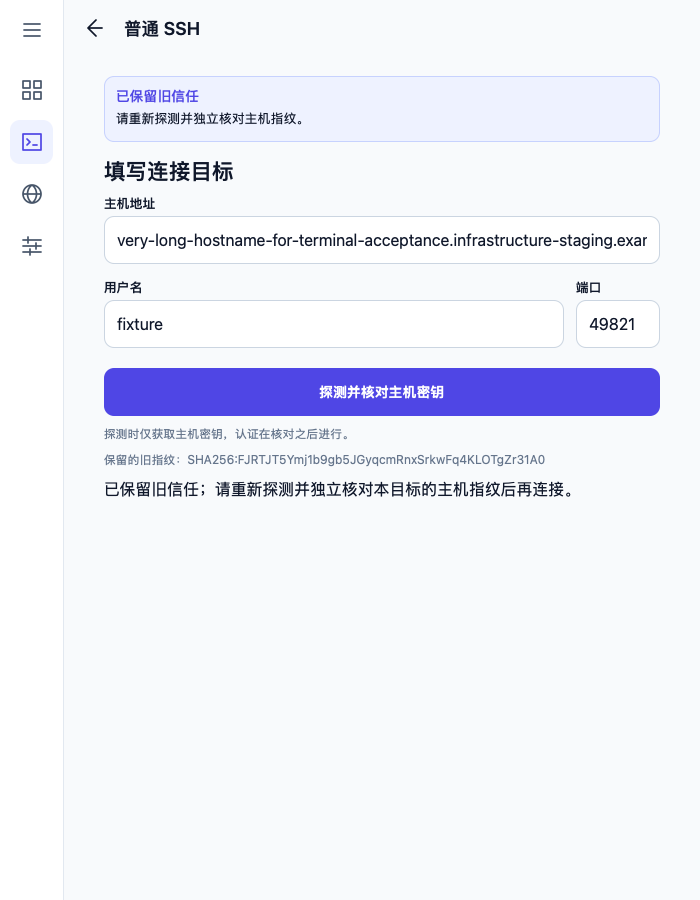 普通 SSH
已保留旧信任
请重新探测并独立核对主机指纹。
填写连接目标
主机地址
very-long-hostname-for-terminal-acceptance.infrastructure-staging.exar
用户名
端口
fixture
49821
探测并核对主机密钥
探测时仅获取主机密钥，认证在核对之后进行。
保留的旧指纹：SHA256:FJRTJT5Ymj1b9gb5JGyqcmRnxSrkwFq4KLOTgZr31A0
已保留旧信任；请重新探测并独立核对本目标的主机指纹后再连接。